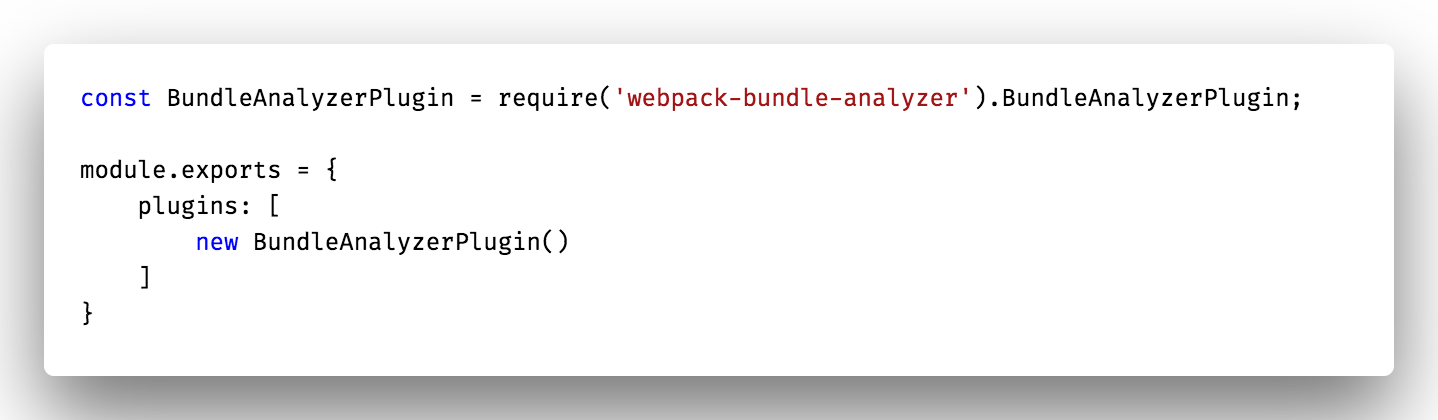 const BundleAnalyzerPlugin = require('webpack-bundle-analyzer').BundleAnalyzerPlugin;

module.exports = {
    plugins: [
        new BundleAnalyzerPlugin()
    ]
}